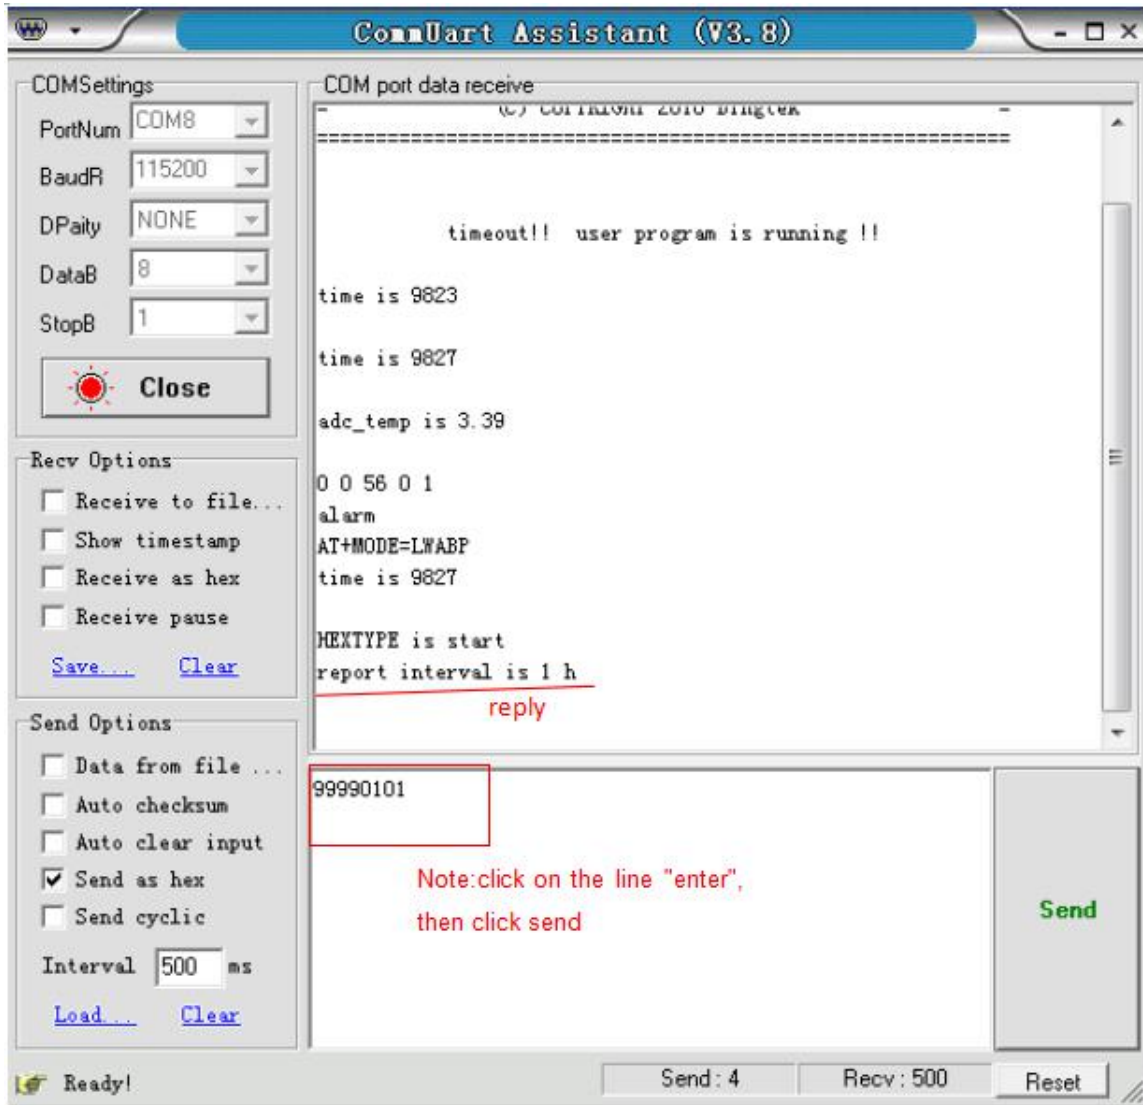 CommUart Assistant (V3.8)
COMSettings
PortNum COM8
BaudR 115200
DPaity NONE
DataB 8
StopB 1
Close
Recv Options
Receive to file...
Show timestamp
Receive as hex
Receive pause
Save... Clear
Send Options
Data from file ...
Auto checksum
Auto clear input
Send as hex
Send cyclic
Interval 500 ms
Load... Clear
COM port data receive
= (C) COPYRIGHT 2010 Dingtek =
============================================================
timeout!! user program is running !!
time is 9823
time is 9827
adc_temp is 3.39
0 0 56 0 1
alarm
AT+MODE=LWABP
time is 9827
HEXTYPE is start
report interval is 1 h
reply
99990101
Note:click on the line "enter",
then click send
Send
Ready!
Send : 4
Recv : 500
Reset